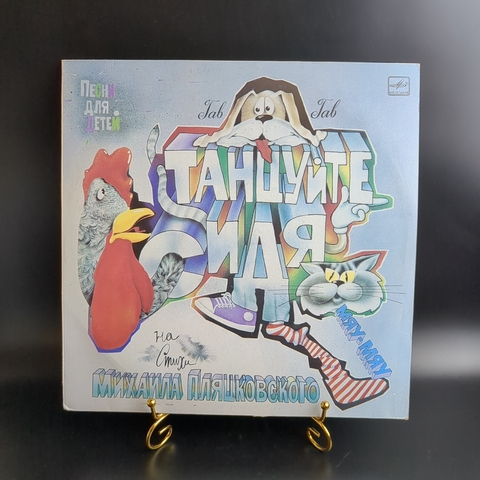 Песни
для
детей
Гав Гав
Танцуйте
сидя
Мяу-Мяу
на
Стихи
Михаила Пляцковского